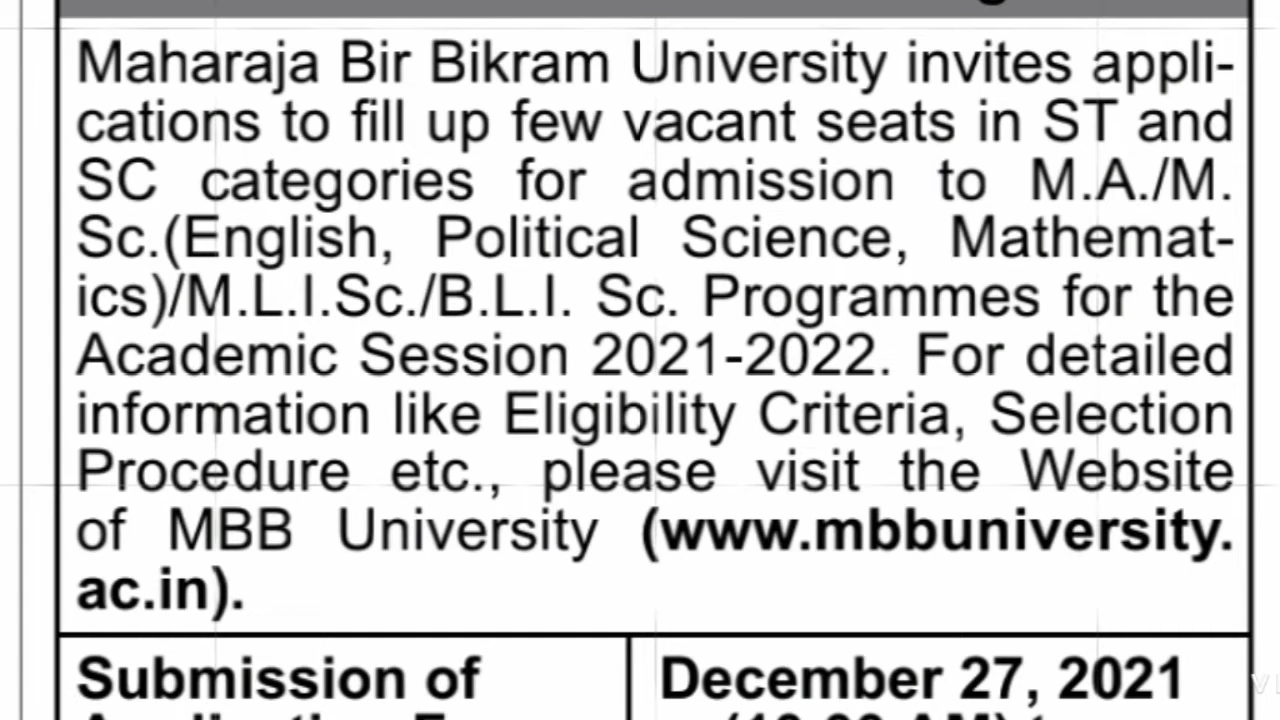 Maharaja Bir Bikram University invites appli-
cations to fill up few vacant seats in ST and
SC categories for admission to M.A./M.
Sc.(English, Political Science, Mathemat-
ics)/M.L.I.Sc./B.L.I. Sc. Programmes for the
Academic Session 2021-2022. For detailed
information like Eligibility Criteria, Selection
Procedure etc., please visit the Website
of MBB University (www.mbbuniversity.
ac.in).
Submission of
December 27, 2021